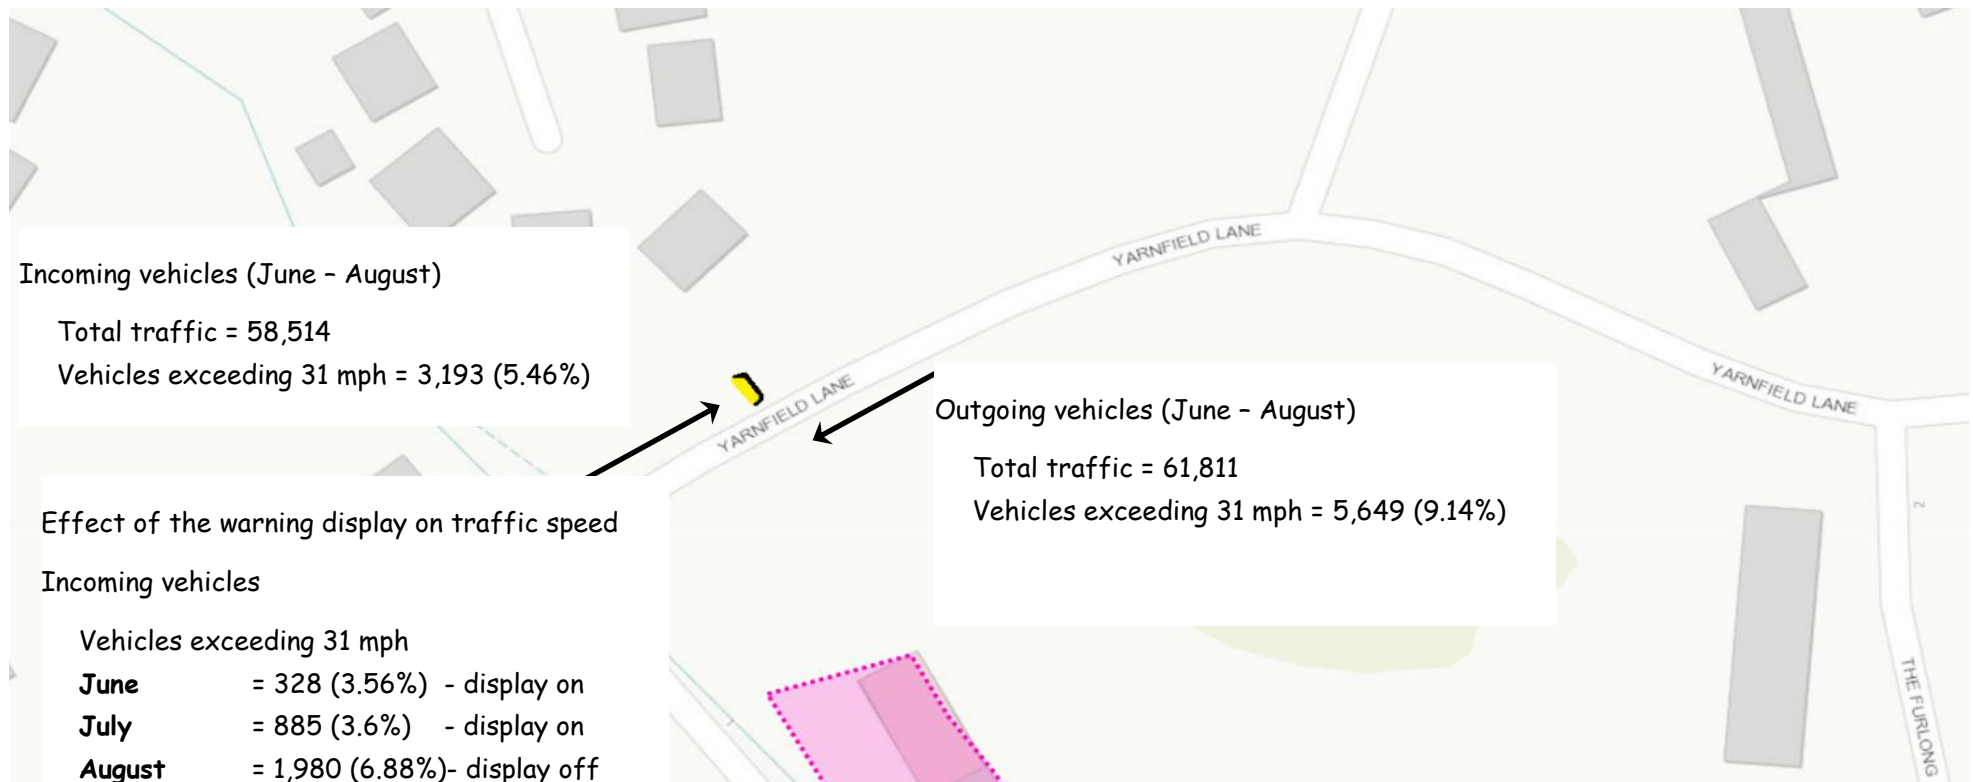 Incoming vehicles (June – August)
Total traffic = 58,514
Vehicles exceeding 31 mph = 3,193 (5.46%)
YARNFIELD LANE
YARNFIELD LANE
YARNFIELD LANE
Outgoing vehicles (June – August)
Total traffic = 61,811
Vehicles exceeding 31 mph = 5,649 (9.14%)
Effect of the warning display on traffic speed
Incoming vehicles
Vehicles exceeding 31 mph
June = 328 (3.56%) - display on
July = 885 (3.6%) - display on
August = 1,980 (6.88%)- display off
2
THE FURLONG